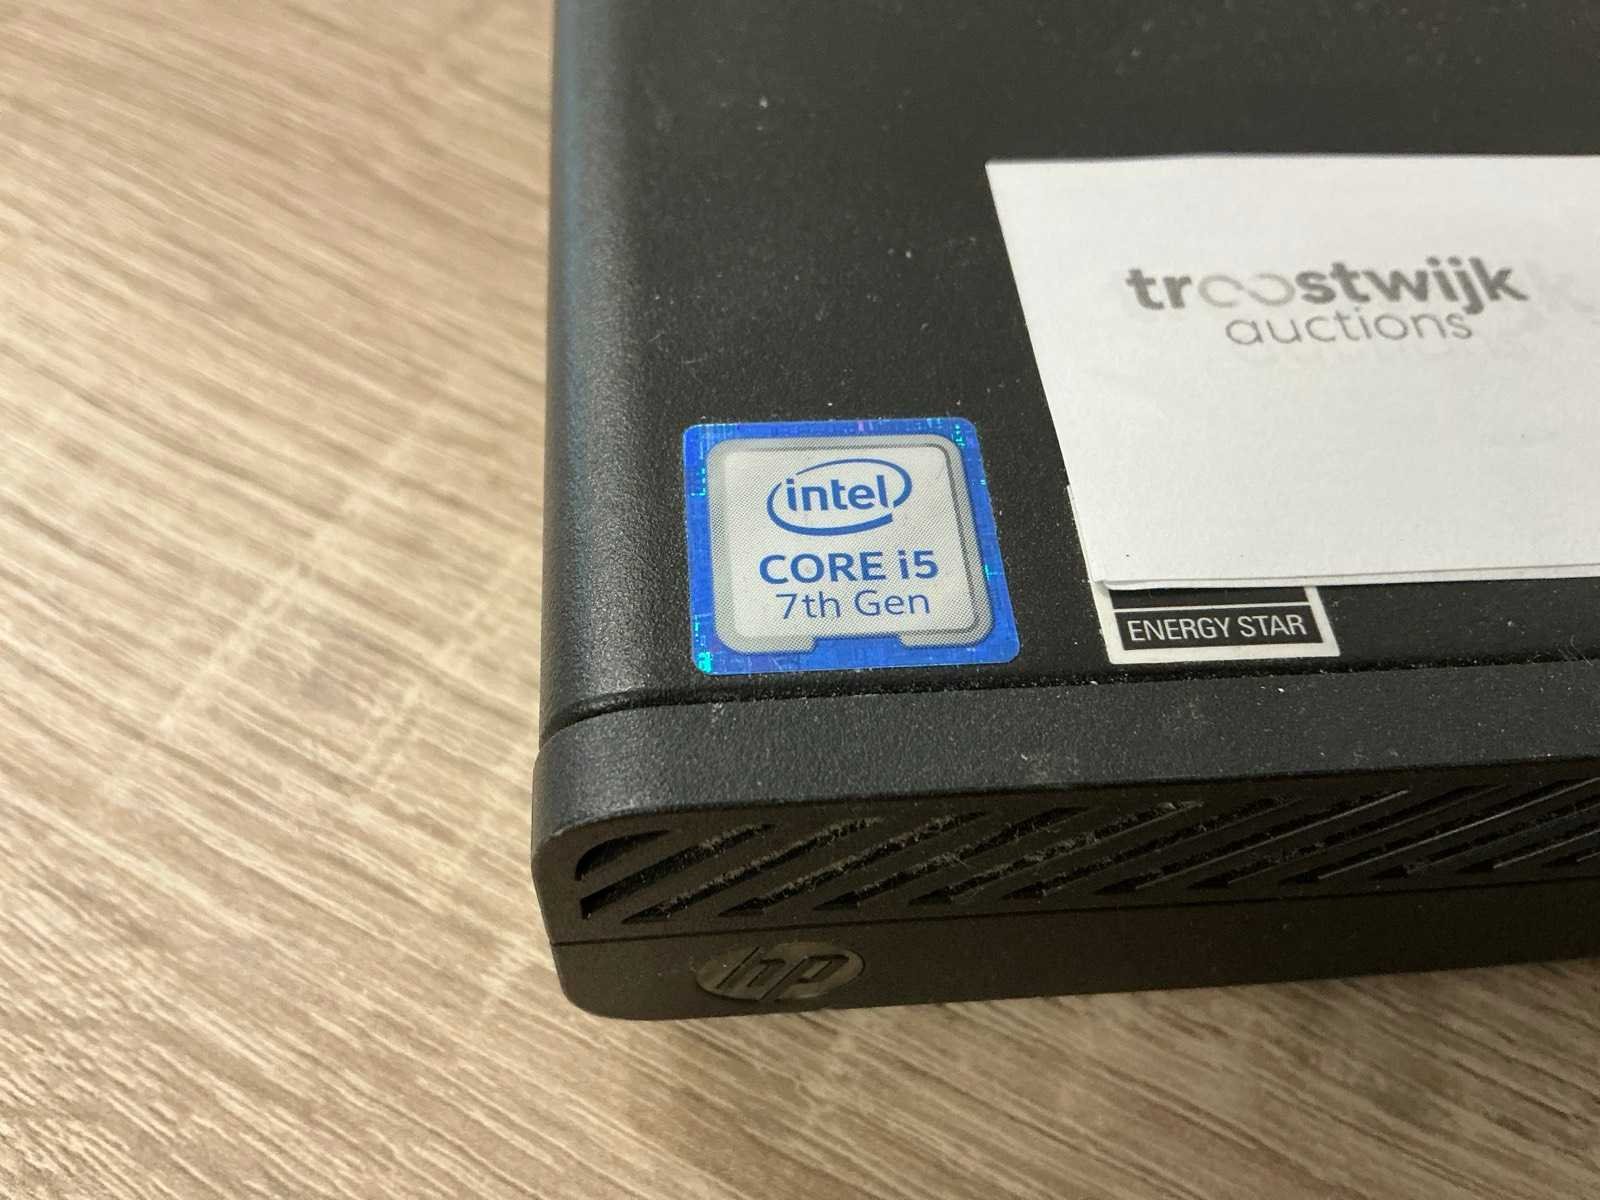 troostwijk
auctions
intel
CORE i5
7th Gen
ENERGY STAR
hp